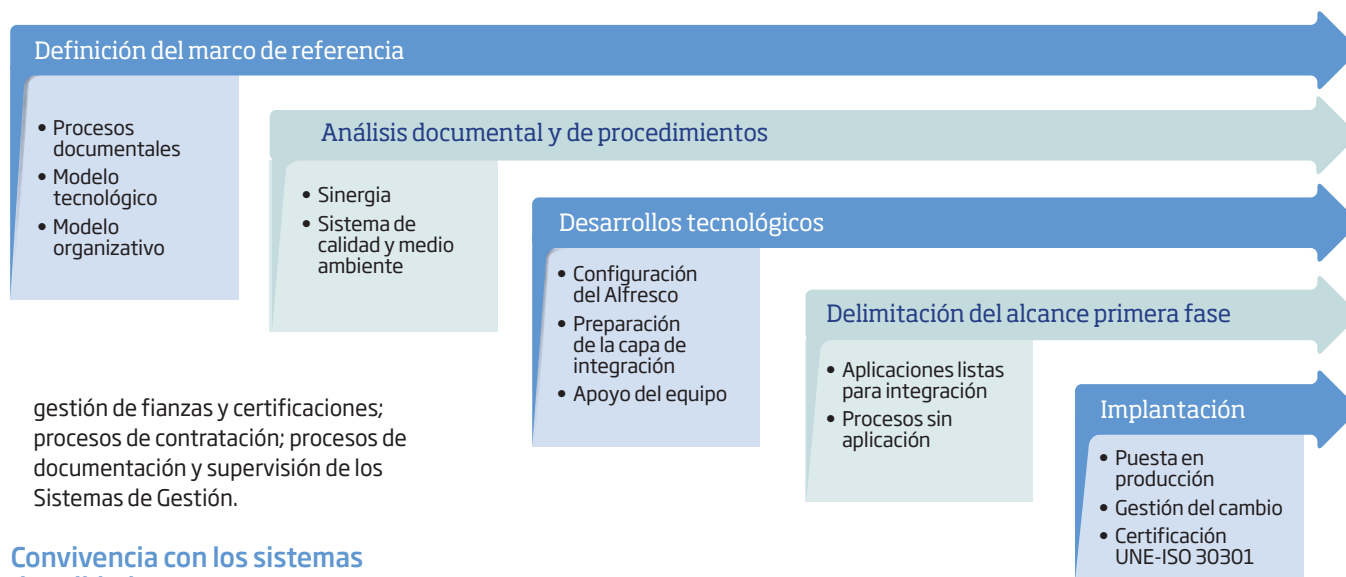 Definición del marco de referencia
• Procesos
documentales
• Modelo
tecnológico
• Modelo
organizativo
Análisis documental y de procedimientos
• Sinergia
• Sistema de
calidad y medio
ambiente
Desarrollos tecnológicos
• Configuración
del Alfresco
• Preparación
de la capa de
integración
• Apoyo del equipo
Delimitación del alcance primera fase
• Aplicaciones listas
para integración
• Procesos sin
aplicación
Implantación
• Puesta en
producción
• Gestión del cambio
• Certificación
UNE-ISO 30301
gestión de fianzas y certificaciones;
procesos de contratación; procesos de
documentación y supervisión de los
Sistemas de Gestión.
Convivencia con los sistemas